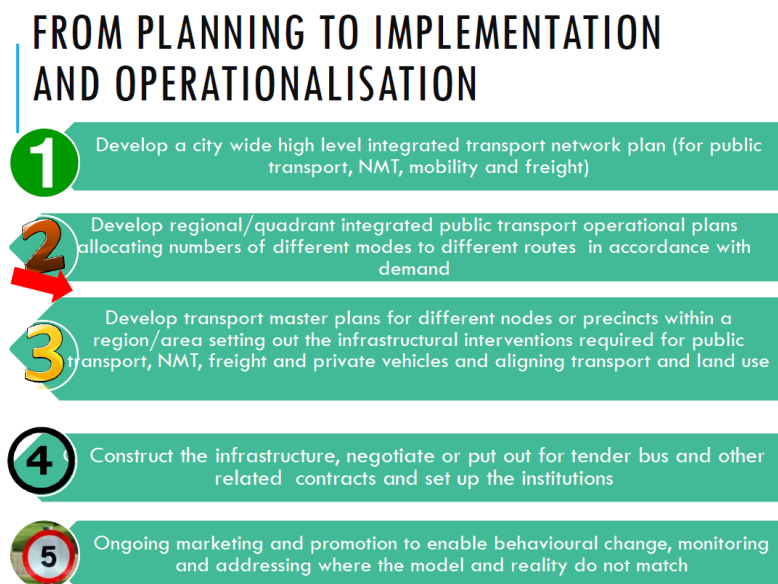 FROM PLANNING TO IMPLEMENTATION
AND OPERATIONALISATION
1
Develop a city wide high level integrated transport network plan (for public
transport, NMT, mobility and freight)
2
Develop regional/quadrant integrated public transport operational plans
allocating numbers of different modes to different routes in accordance with
demand
3
Develop transport master plans for different nodes or precincts within a
region/area setting out the infrastructural interventions required for public
transport, NMT, freight and private vehicles and aligning transport and land use
4
Construct the infrastructure, negotiate or put out for tender bus and other
related contracts and set up the institutions
5
Ongoing marketing and promotion to enable behavioural change, monitoring
and addressing where the model and reality do not match